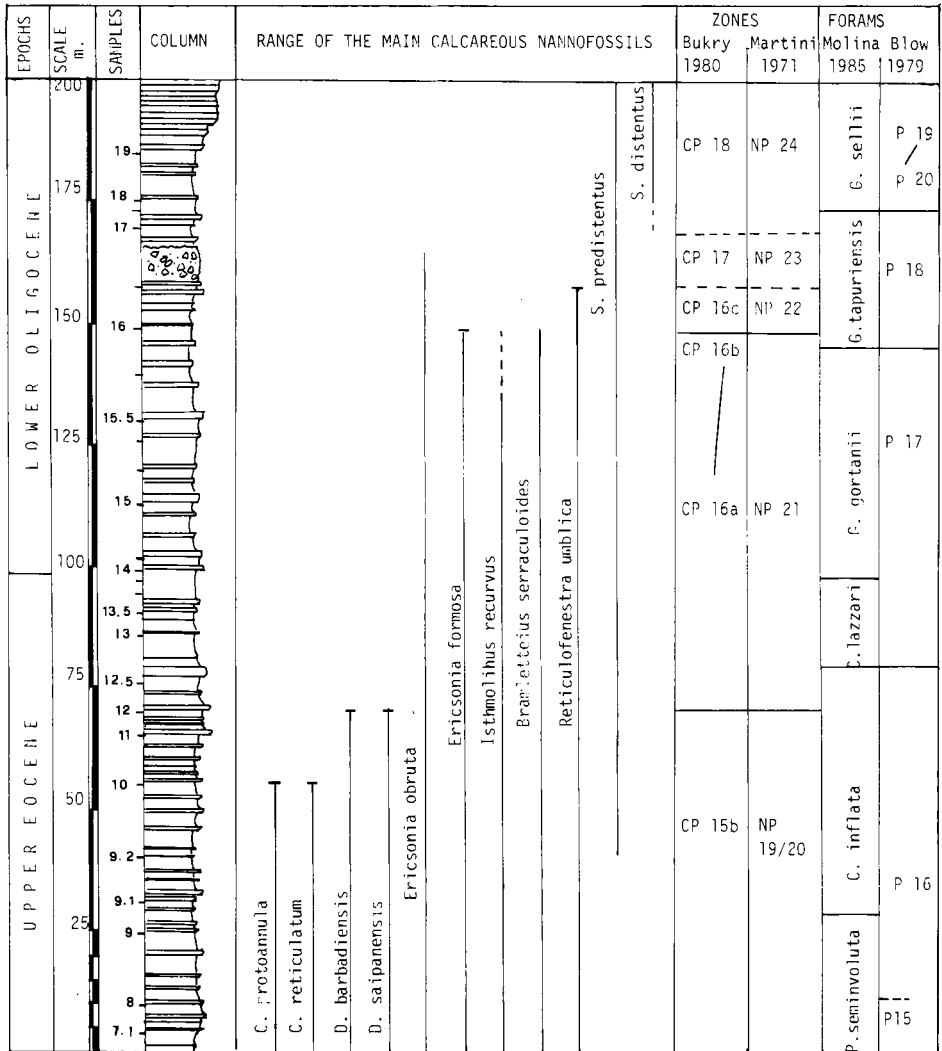 EPOCHS
SCALE m.
SAMPLES
COLUMN
RANGE OF THE MAIN CALCAREOUS NANNOFOSSILS
ZONES
Bukry 1980
Martini 1971
FORAMS
Molina 1985
Blow 1979
LOWER OLIGOCENE
UPPER EOCENE
200
175
150
125
100
75
50
25
19
18
17
16
15.5
15
14
13.5
13
12.5
12
11
10
9.2
9.1
9
8
7.1
C. protoannula
C. reticulatum
D. barbadiensis
D. saipanensis
Ericsonia obruta
Ericsonia formosa
Isthmolihus recurvus
Bramletteius serraculoides
Reticulofenestra umblica
S. predistentus
S. distentus
CP 18
CP 17
CP 16c
CP 16b
CP 16a
CP 15b
NP 24
NP 23
NP 22
NP 21
NP 19/20
G. sellii
G.tapuriensis
G. gortanii
C.lazzari
C. inflata
P.seminvoluta
P 19
P 20
P 18
P 17
P 16
P15